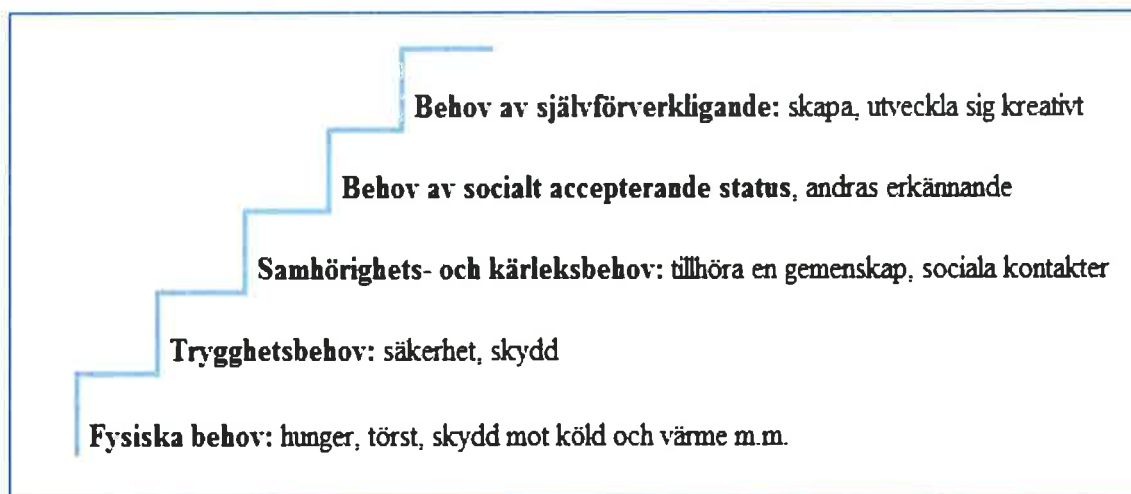 Behov av självförverkligande: skapa, utveckla sig kreativt
Behov av socialt accepterande status, andras erkännande
Samhörighets- och kärleksbehov: tillhöra en gemenskap, sociala kontakter
Trygghetsbehov: säkerhet, skydd
Fysiska behov: hunger, törst, skydd mot köld och värme m.m.